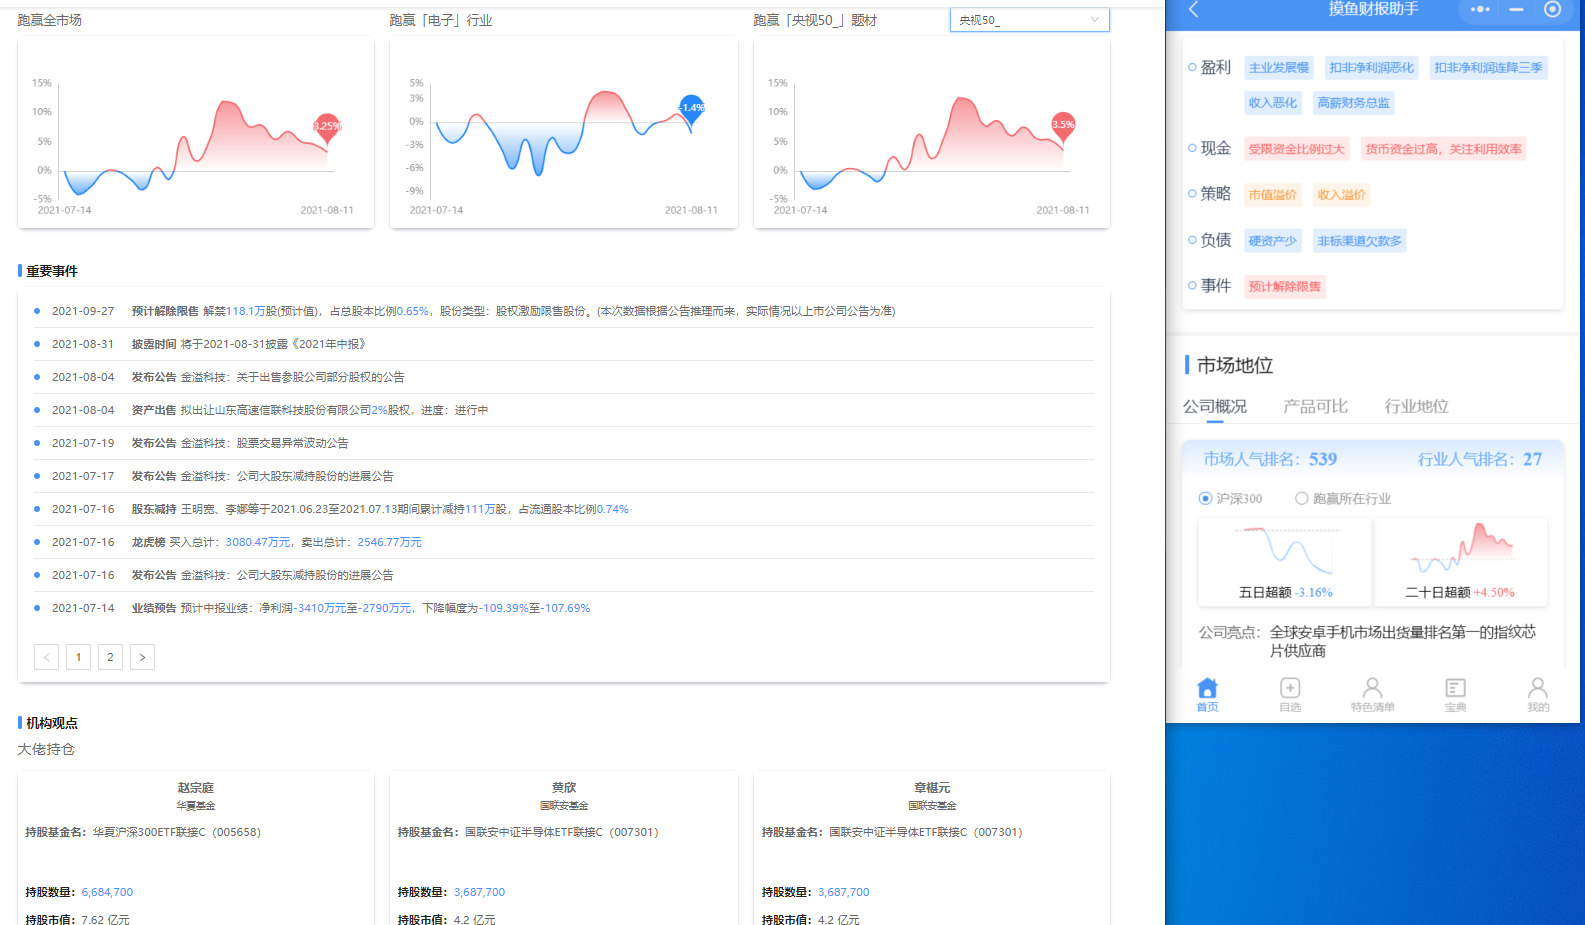 跑赢全市场
跑赢「电子」行业
跑赢「央视50_」题材
央视50_
15%
10%
5%
0%
-5%
3.25%
2021-07-14
2021-08-11
5%
3%
0%
-3%
-6%
-9%
-1.4%
2021-07-14
2021-08-11
15%
10%
5%
0%
-5%
3.5%
2021-07-14
2021-08-11
重要事件
2021-09-27 预计解除限售 解禁118.1万股(预计值)，占总股本比例0.65%，股份类型：股权激励限售股份。(本次数据根据公告推理而来，实际情况以上市公司公告为准)
2021-08-31 披露时间 将于2021-08-31披露《2021年中报》
2021-08-04 发布公告 金溢科技：关于出售参股公司部分股权的公告
2021-08-04 资产出售 拟出让山东高速信联科技股份有限公司2%股权，进度：进行中
2021-07-19 发布公告 金溢科技：股票交易异常波动公告
2021-07-17 发布公告 金溢科技：公司大股东减持股份的进展公告
2021-07-16 股东减持 王明宽、李娜等于2021.06.23至2021.07.13期间累计减持111万股，占流通股本比例0.74%
2021-07-16 龙虎榜 买入总计：3080.47万元，卖出总计：2546.77万元
2021-07-16 发布公告 金溢科技：公司大股东减持股份的进展公告
2021-07-14 业绩预告 预计中报业绩：净利润-3410万元至-2790万元，下降幅度为-109.39%至-107.69%
< 1 2 >
机构观点
大佬持仓
赵宗庭
华夏基金
持股基金名：华夏沪深300ETF联接C（005658）
持股数量：6,684,700
持股市值：7.62 亿元
黄欣
国联安基金
持股基金名：国联安中证半导体ETF联接C（007301）
持股数量：3,687,700
持股市值：4.2 亿元
章椹元
国联安基金
持股基金名：国联安中证半导体ETF联接C（007301）
持股数量：3,687,700
持股市值：4.2 亿元
摸鱼财报助手
盈利 主业发展慢 扣非净利润恶化 扣非净利润连降三季
收入恶化 高薪财务总监
现金 受限资金比例过大 货币资金过高，关注利用效率
策略 市值溢价 收入溢价
负债 硬资产少 非标渠道欠款多
事件 预计解除限售
市场地位
公司概况 产品可比 行业地位
市场人气排名：539 行业人气排名：27
沪深300 跑赢所在行业
五日超额 -3.16% 二十日超额 +4.50%
公司亮点：全球安卓手机市场出货量排名第一的指纹芯
片供应商
首页 自选 特色清单 宝典 我的